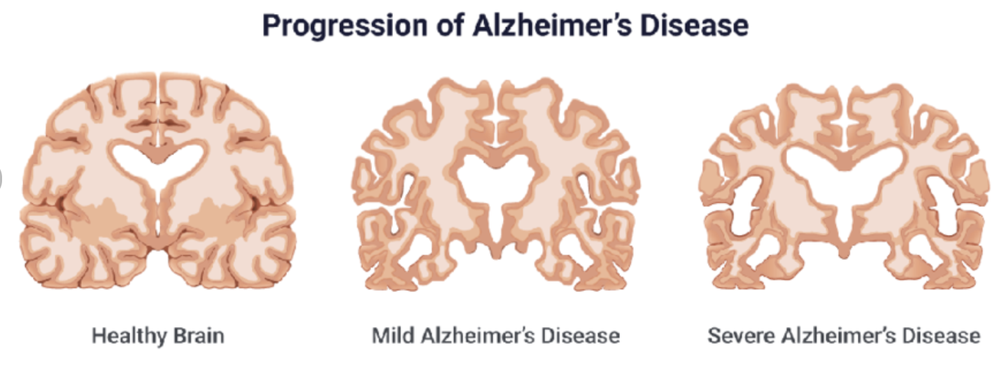 Progression of Alzheimer's Disease
Healthy Brain
Mild Alzheimer's Disease
Severe Alzheimer's Disease